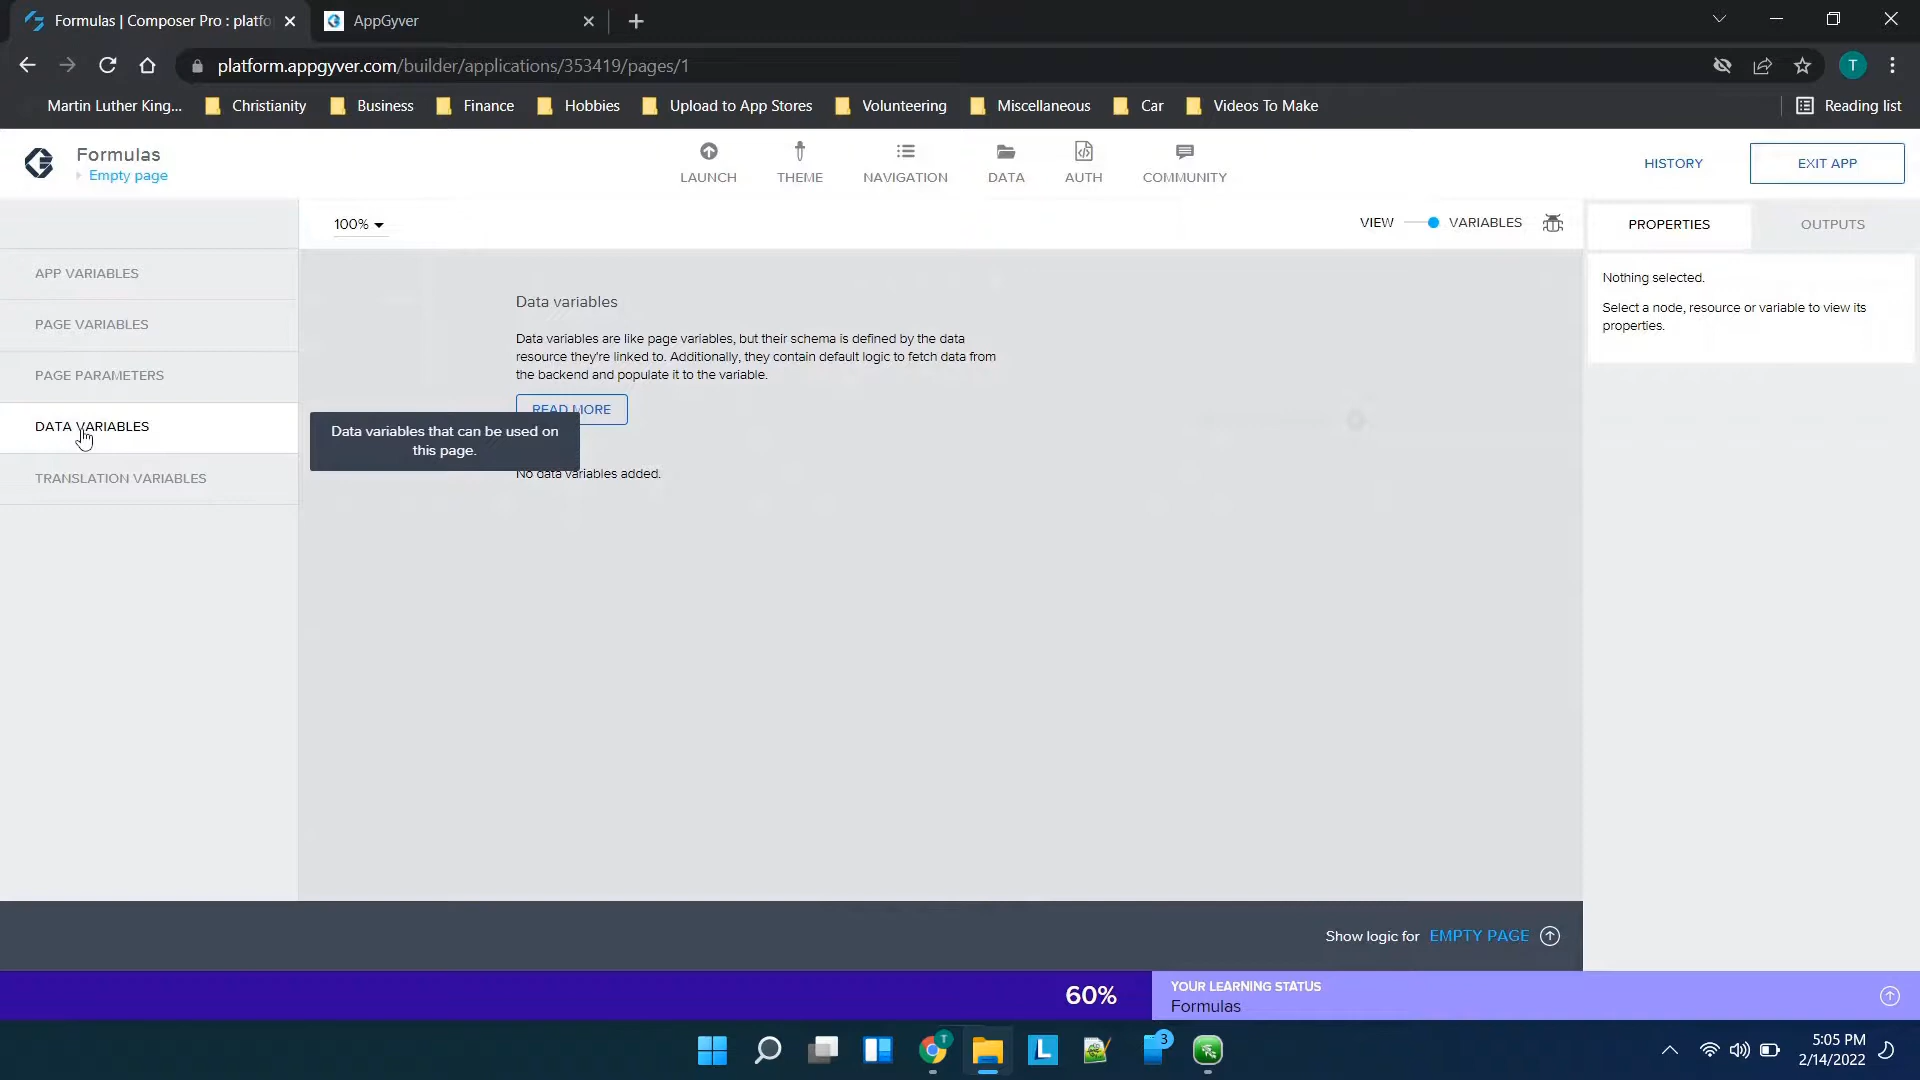 Formulas | Composer Pro : platfo
AppGyver
platform.appgyver.com/builder/applications/353419/pages/1
T
Martin Luther King...
Christianity
Business
Finance
Hobbies
Upload to App Stores
Volunteering
Miscellaneous
Car
Videos To Make
Reading list
Formulas
Empty page
LAUNCH
THEME
NAVIGATION
DATA
AUTH
COMMUNITY
HISTORY
EXIT APP
100%
VIEW
VARIABLES
PROPERTIES
OUTPUTS
APP VARIABLES
PAGE VARIABLES
PAGE PARAMETERS
DATA VARIABLES
TRANSLATION VARIABLES
Data variables
Data variables are like page variables, but their schema is defined by the data
resource they're linked to. Additionally, they contain default logic to fetch data from
the backend and populate it to the variable.
READ MORE
Data variables that can be used on
this page.
No data variables added.
Nothing selected.
Select a node, resource or variable to view its
properties.
Show logic for EMPTY PAGE
60%
YOUR LEARNING STATUS
Formulas
T
L
3
5:05 PM
2/14/2022